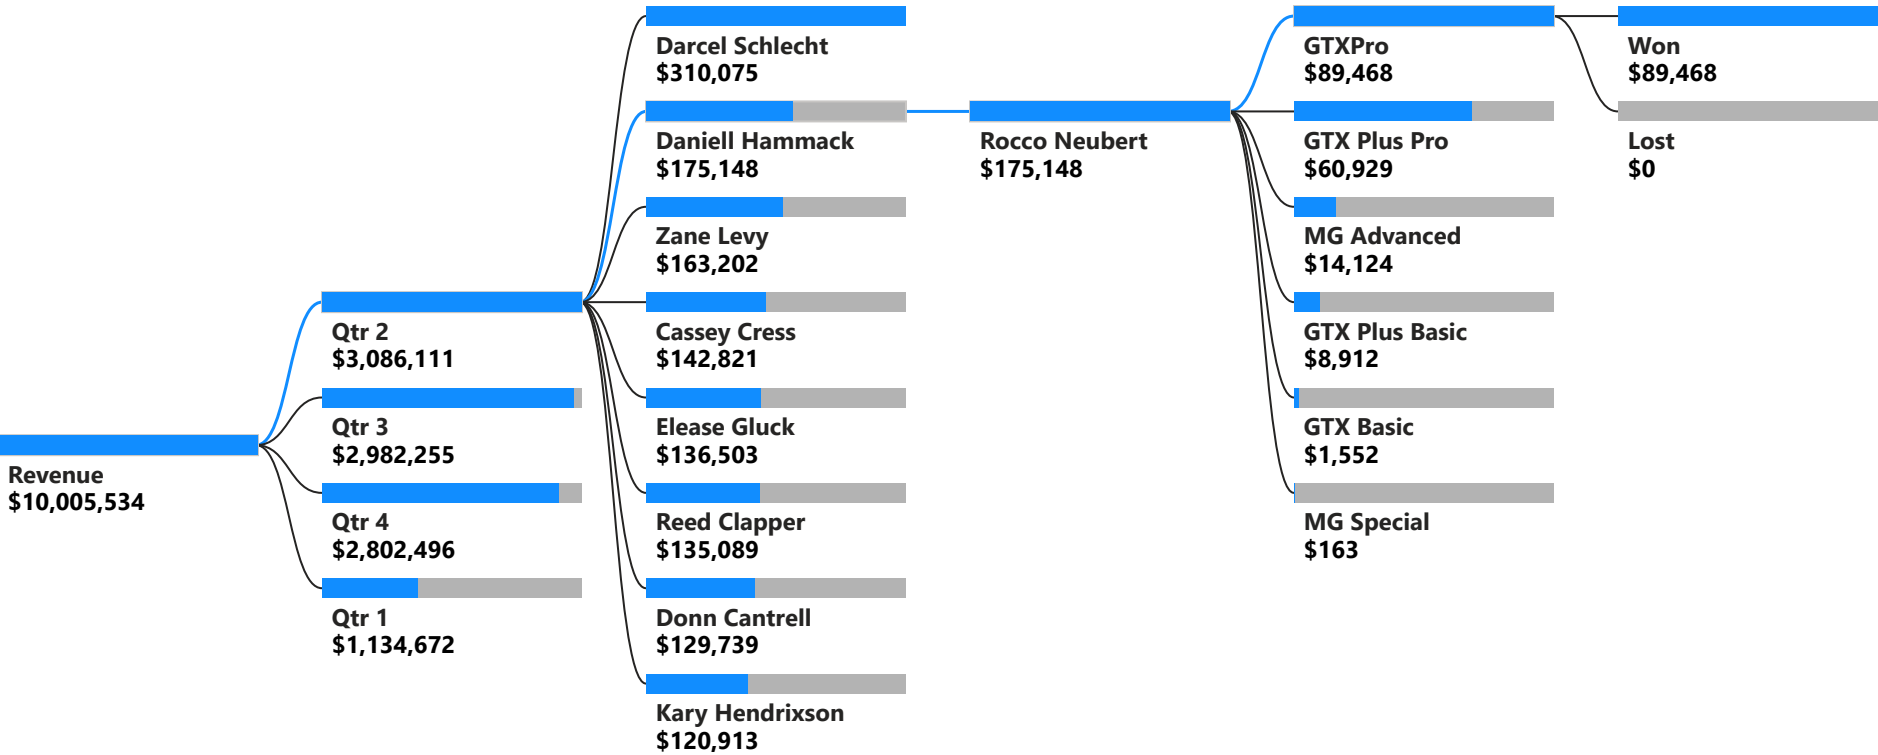 Revenue
$10,005,534
Qtr 2
$3,086,111
Qtr 3
$2,982,255
Qtr 4
$2,802,496
Qtr 1
$1,134,672
Darcel Schlecht
$310,075
Daniell Hammack
$175,148
Zane Levy
$163,202
Cassey Cress
$142,821
Elease Gluck
$136,503
Reed Clapper
$135,089
Donn Cantrell
$129,739
Kary Hendrixson
$120,913
Rocco Neubert
$175,148
GTXPro
$89,468
GTX Plus Pro
$60,929
MG Advanced
$14,124
GTX Plus Basic
$8,912
GTX Basic
$1,552
MG Special
$163
Won
$89,468
Lost
$0